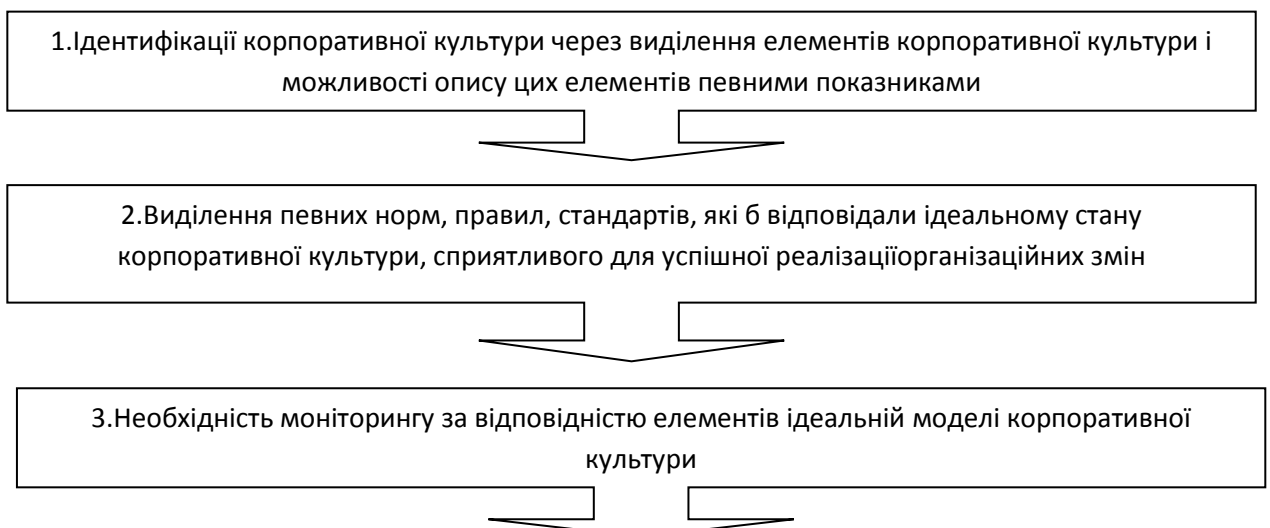 1.Ідентифікації корпоративної культури через виділення елементів корпоративної культури і
можливості опису цих елементів певними показниками
2.Виділення певних норм, правил, стандартів, які б відповідали ідеальному стану
корпоративної культури, сприятливого для успішної реалізаціїорганізаційних змін
3.Необхідність моніторингу за відповідністю елементів ідеальній моделі корпоративної
культури